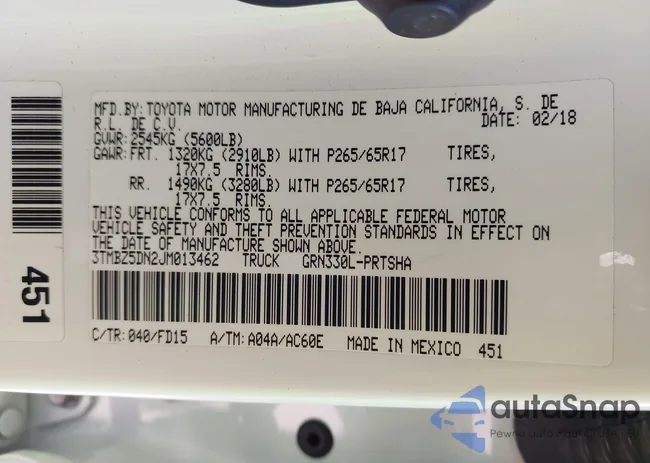 MFD.BY:TOYOTA MOTOR MANUFACTURING DE BAJA CALIFORNIA, S. DE
R.L. DE C.V. DATE: 02/18
GVWR:2545KG (5600LB)
GAWR:FRT. 1320KG (2910LB) WITH P265/65R17 TIRES,
17X7.5 RIMS.
RR. 1490KG (3280LB) WITH P265/65R17 TIRES,
17X7.5 RIMS.
THIS VEHICLE CONFORMS TO ALL APPLICABLE FEDERAL MOTOR
VEHICLE SAFETY AND THEFT PREVENTION STANDARDS IN EFFECT ON
THE DATE OF MANUFACTURE SHOWN ABOVE.
3TMBZ5DN2JM013462 TRUCK GRN330L-PRTSHA
C/TR:040/FD15 A/TM:A04A/AC60E MADE IN MEXICO 451
451
autoSnap
Pewne auta